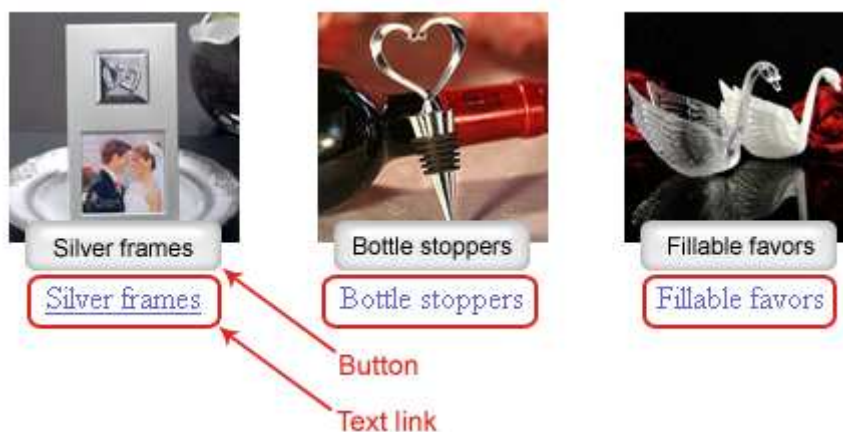 Silver frames
Bottle stoppers
Fillable favors
Silver frames
Bottle stoppers
Fillable favors
Button
Text link